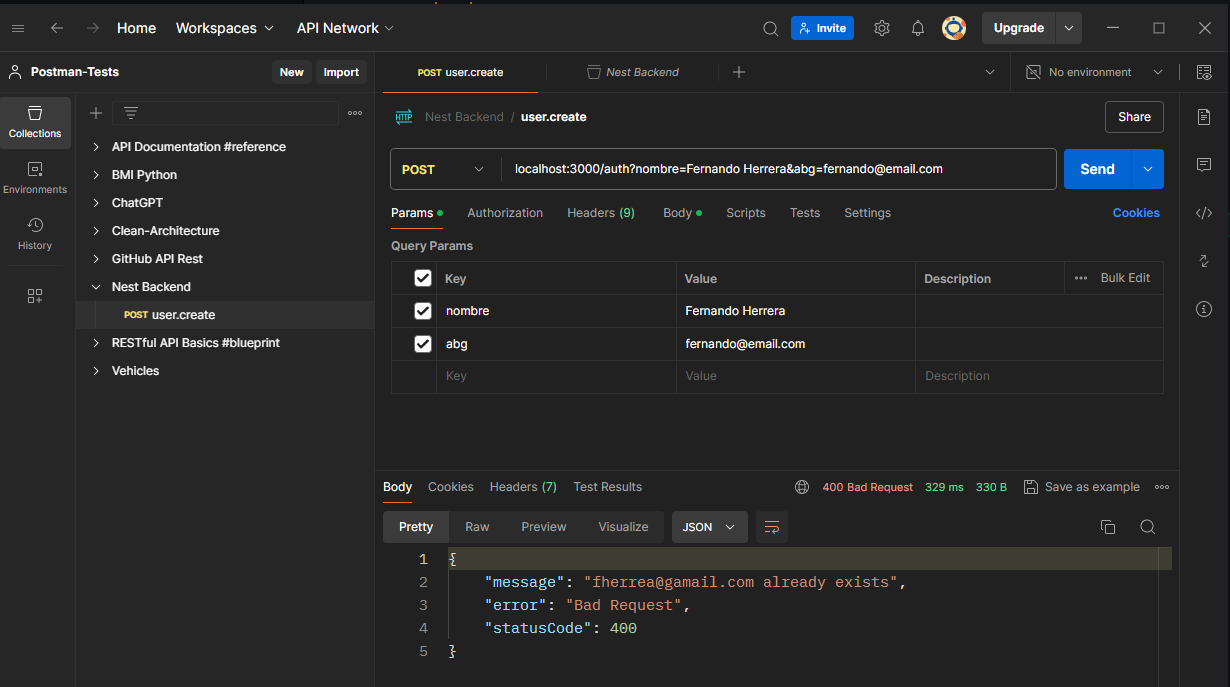 Home Workspaces API Network Invite Upgrade
Postman-Tests New Import POST user.create Nest Backend No environment
Collections
Environments
History
API Documentation #reference
BMI Python
ChatGPT
Clean-Architecture
GitHub API Rest
Nest Backend
POST user.create
RESTful API Basics #blueprint
Vehicles
HTTP Nest Backend / user.create Share
POST localhost:3000/auth?nombre=Fernando Herrera&abg=fernando@email.com Send
Params Authorization Headers (9) Body Scripts Tests Settings Cookies
Query Params
Key Value Description Bulk Edit
nombre Fernando Herrera
abg fernando@email.com
Key Value Description
Body Cookies Headers (7) Test Results 400 Bad Request 329 ms 330 B Save as example
Pretty Raw Preview Visualize JSON
1 {
2 "message": "fherrea@gamail.com already exists",
3 "error": "Bad Request",
4 "statusCode": 400
5 }